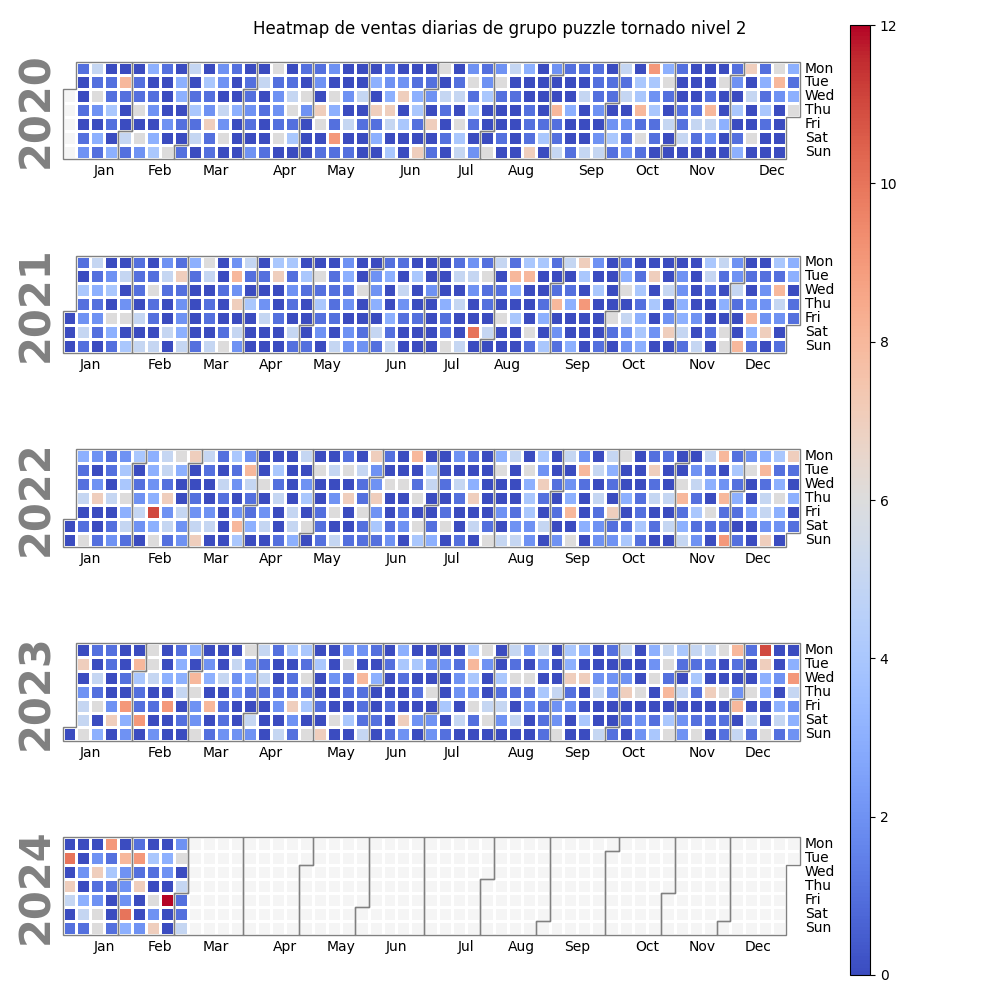 Heatmap de ventas diarias de grupo puzzle tornado nivel 2
2020
Mon
Tue
Wed
Thu
Fri
Sat
Sun
Jan Feb Mar Apr May Jun Jul Aug Sep Oct Nov Dec
2021
Mon
Tue
Wed
Thu
Fri
Sat
Sun
Jan Feb Mar Apr May Jun Jul Aug Sep Oct Nov Dec
2022
Mon
Tue
Wed
Thu
Fri
Sat
Sun
Jan Feb Mar Apr May Jun Jul Aug Sep Oct Nov Dec
2023
Mon
Tue
Wed
Thu
Fri
Sat
Sun
Jan Feb Mar Apr May Jun Jul Aug Sep Oct Nov Dec
2024
Mon
Tue
Wed
Thu
Fri
Sat
Sun
Jan Feb Mar Apr May Jun Jul Aug Sep Oct Nov Dec
12
10
8
6
4
2
0